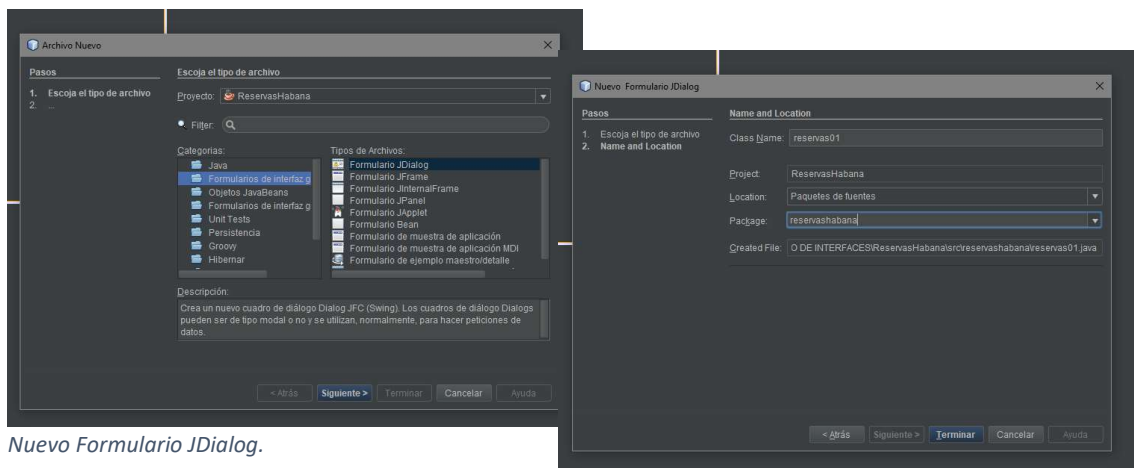 Archivo Nuevo
Pasos
1. Escoja el tipo de archivo
2. ...
Escoja el tipo de archivo
Proyecto: ReservasHabana
Filter:
Categorías:
Java
Formularios de interfaz g
Objetos JavaBeans
Formularios de interfaz g
Unit Tests
Persistencia
Groovy
Hibernar
Tipos de Archivos:
Formulario JDialog
Formulario JFrame
Formulario JInternalFrame
Formulario JPanel
Formulario JApplet
Formulario Bean
Formulario de muestra de aplicación
Formulario de muestra de aplicación MDI
Formulario de ejemplo maestro/detalle
Descripción:
Crea un nuevo cuadro de diálogo Dialog JFC (Swing). Los cuadros de diálogo Dialogs
pueden ser de tipo modal o no y se utilizan, normalmente, para hacer peticiones de
datos.
< Atrás Siguiente > Terminar Cancelar Ayuda
Nuevo Formulario JDialog.
Nuevo Formulario JDialog
Pasos
1. Escoja el tipo de archivo
2. Name and Location
Name and Location
Class Name: reservas01
Project: ReservasHabana
Location: Paquetes de fuentes
Package: reservashabana
Created File: O DE INTERFACES\ReservasHabana\src\reservashabana\reservas01.java
< Atrás Siguiente > Terminar Cancelar Ayuda